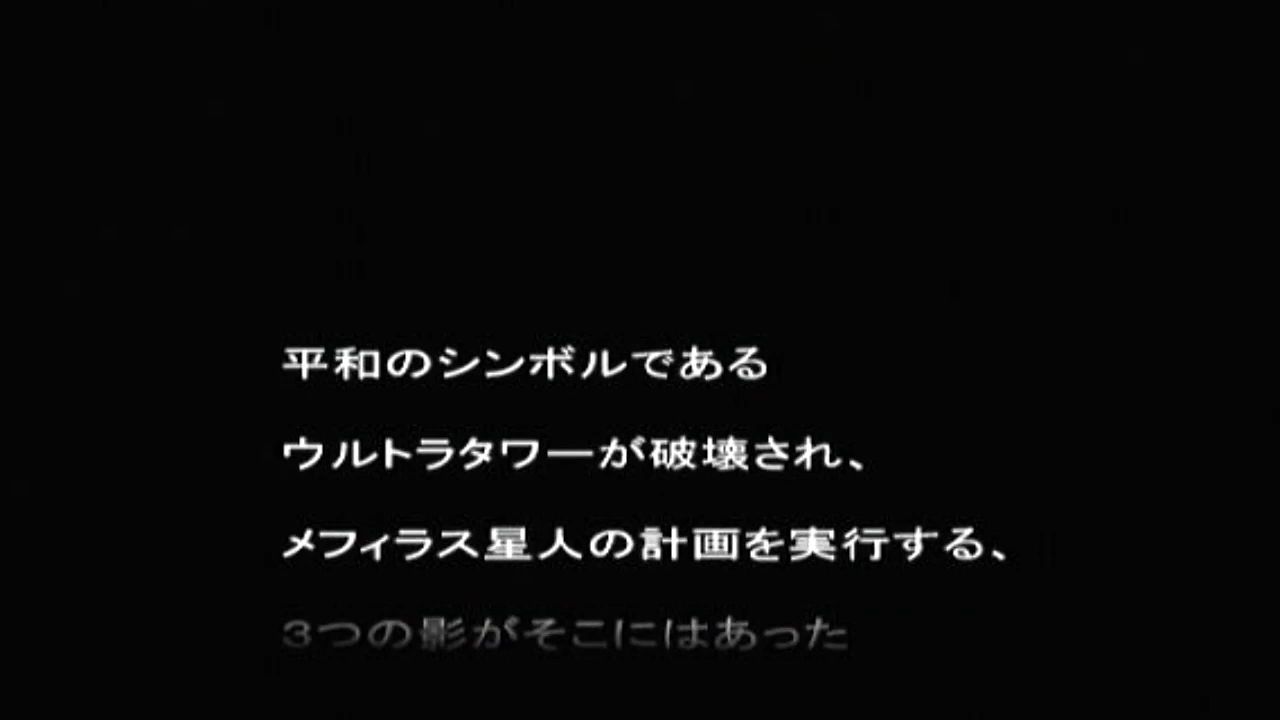 平和のシンボルである
ウルトラタワーが破壊され、
メフィラス星人の計画を実行する、
３つの影がそこにはあった